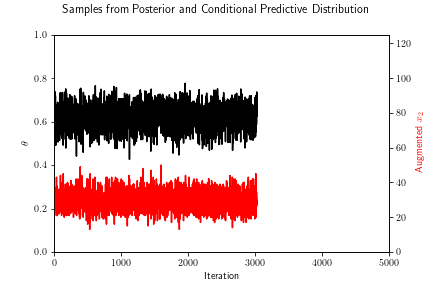 Samples from Posterior and Conditional Predictive Distribution
1.0
0.8
0.6
0.4
0.2
0.0
θ
0 1000 2000 3000 4000 5000
Iteration
120
100
80
60
40
20
0
Augmented x₂